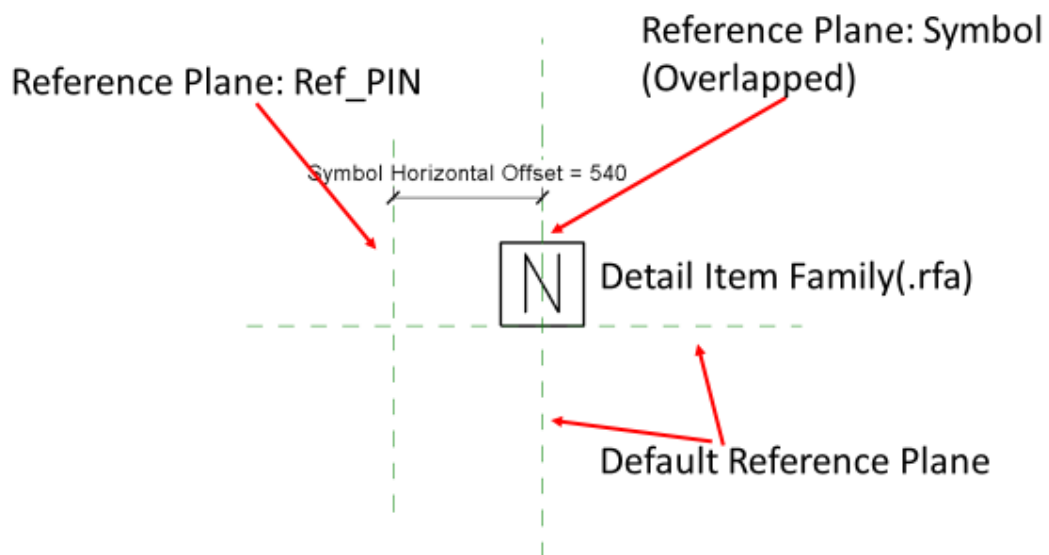 Reference Plane: Symbol
(Overlapped)
Reference Plane: Ref_PIN
Symbol Horizontal Offset = 540
N
Detail Item Family(.rfa)
Default Reference Plane